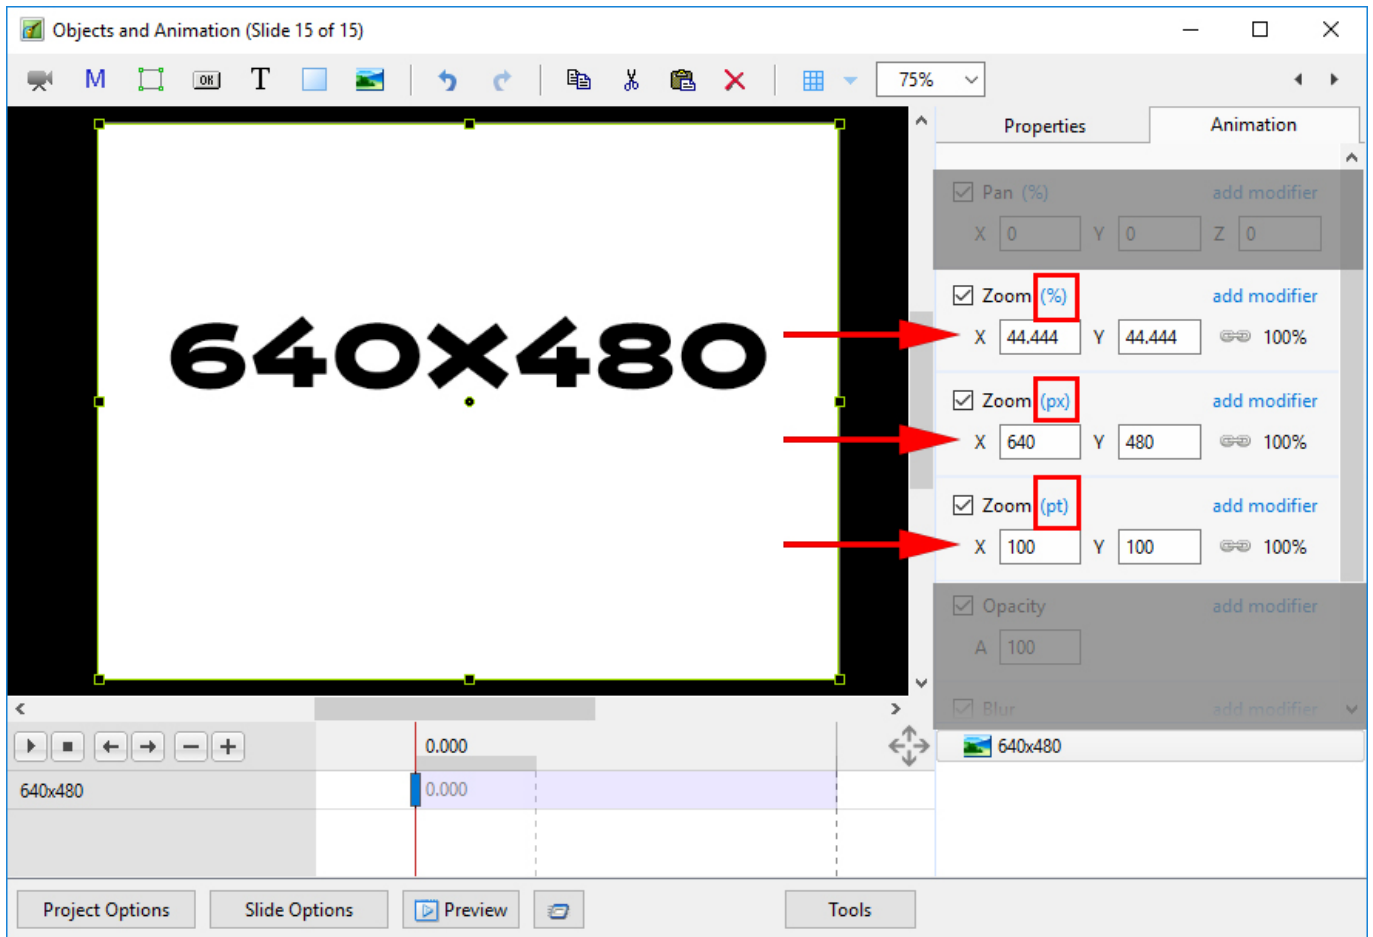 Objects and Animation (Slide 15 of 15)
M OK T 75%
Properties Animation
Pan (%) add modifier
X 0 Y 0 Z 0
Zoom (%) add modifier
X 44.444 Y 44.444 100%
640x480
Zoom (px) add modifier
X 640 Y 480 100%
Zoom (pt) add modifier
X 100 Y 100 100%
Opacity add modifier
A 100
Blur add modifier
0.000
640x480
640x480 0.000
Project Options Slide Options Preview Tools